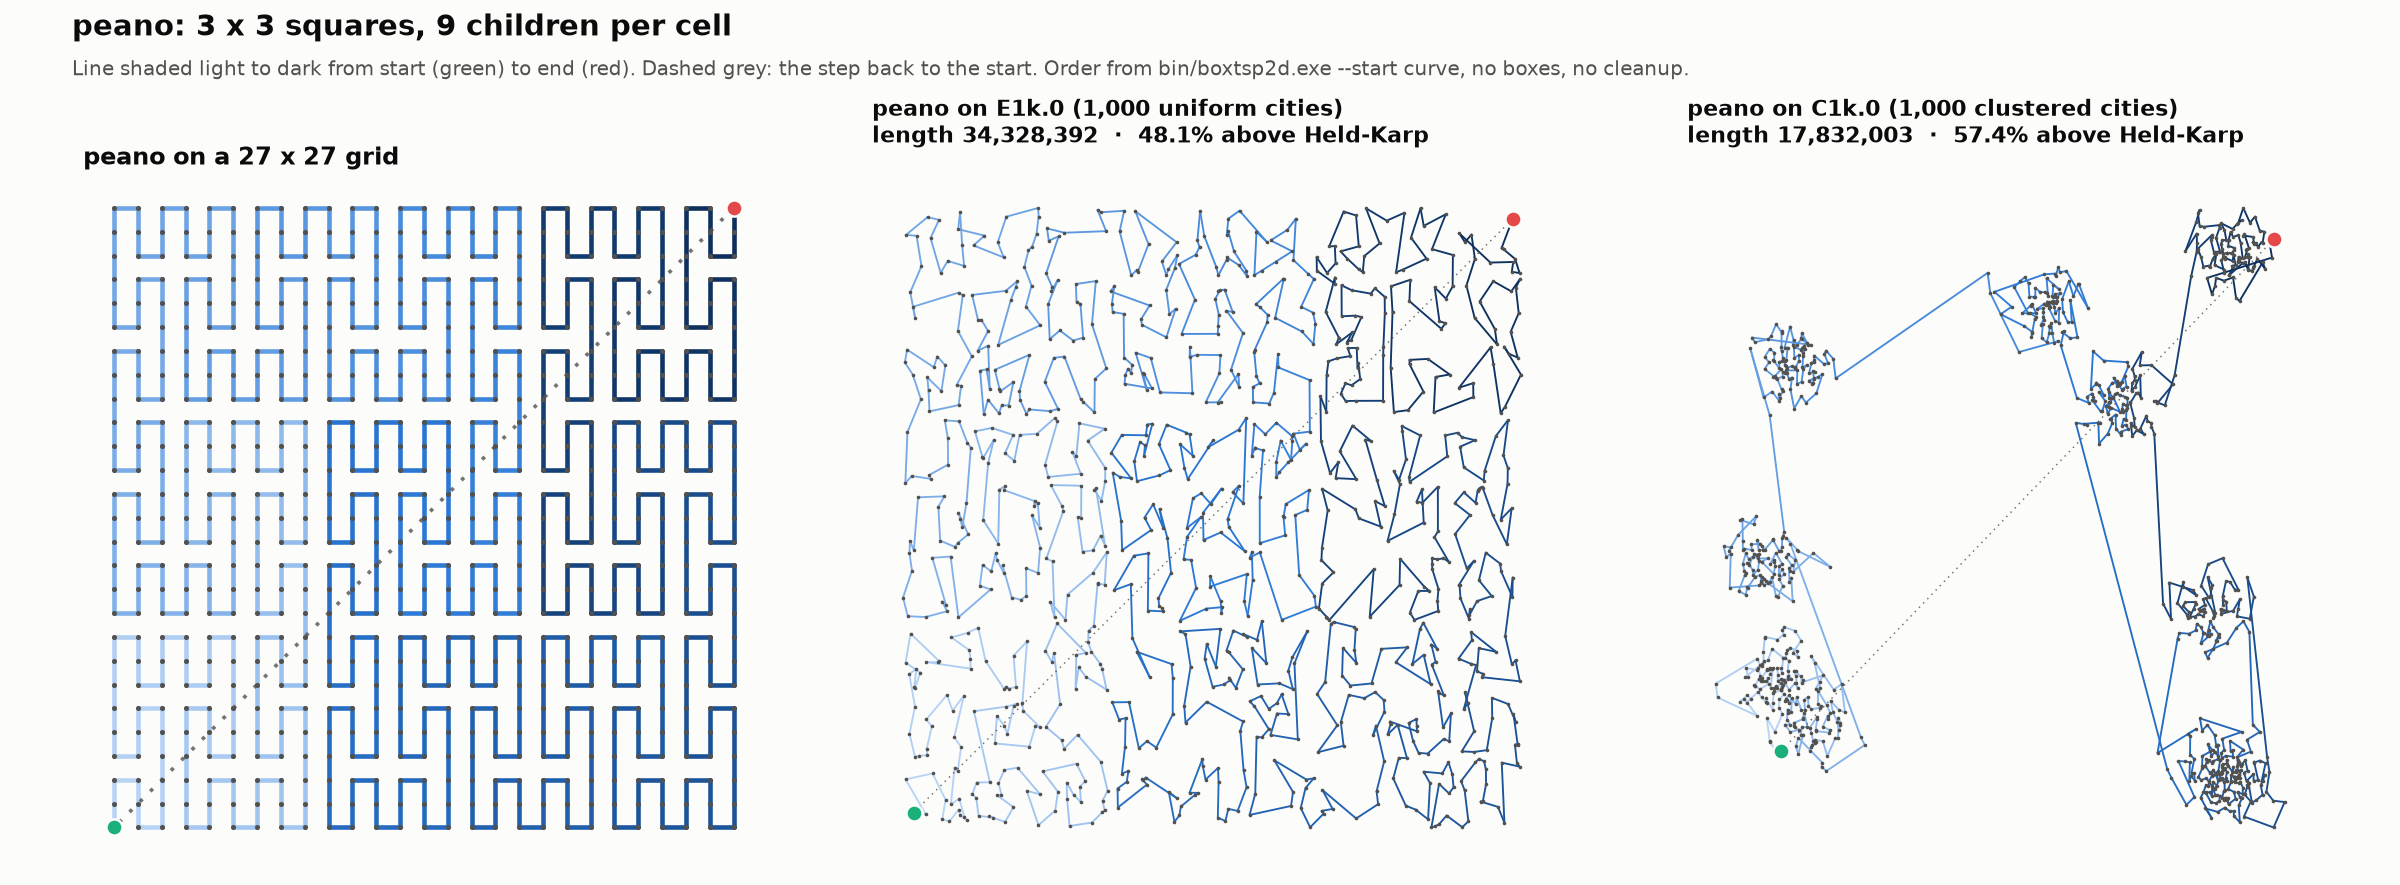 peano: 3 x 3 squares, 9 children per cell
Line shaded light to dark from start (green) to end (red). Dashed grey: the step back to the start. Order from bin/boxtsp2d.exe --start curve, no boxes, no cleanup.
peano on a 27 x 27 grid
peano on E1k.0 (1,000 uniform cities)
length 34,328,392 · 48.1% above Held-Karp
peano on C1k.0 (1,000 clustered cities)
length 17,832,003 · 57.4% above Held-Karp